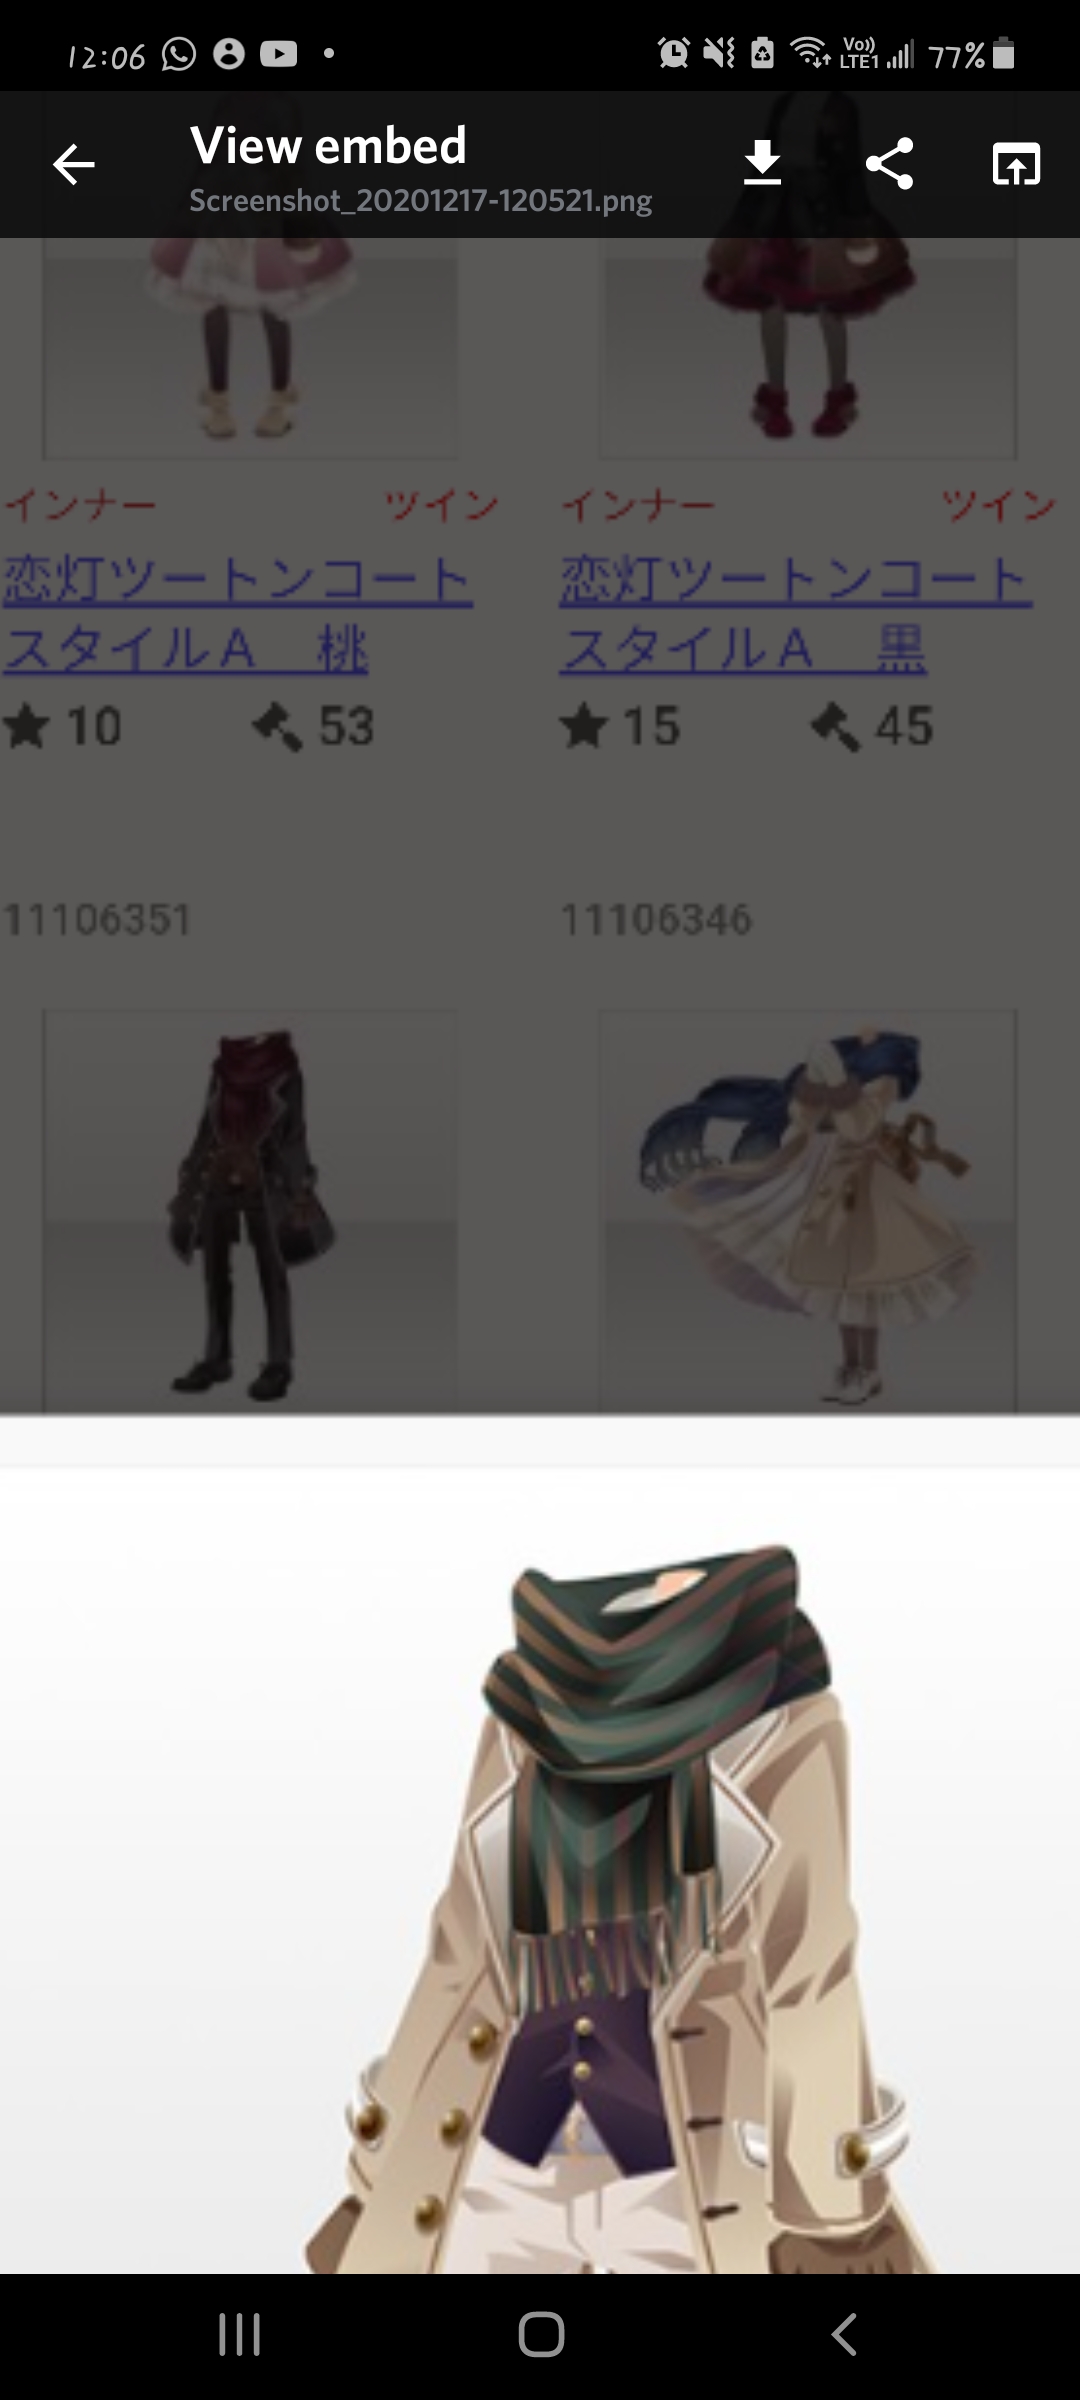 12:06
Vo)) LTE1 77%
View embed
Screenshot_20201217-120521.png
インナー ツイン インナー ツイン
恋灯ツートンコート 恋灯ツートンコート
スタイルA 桃 スタイルA 黒
10 53 15 45
11106351 11106346